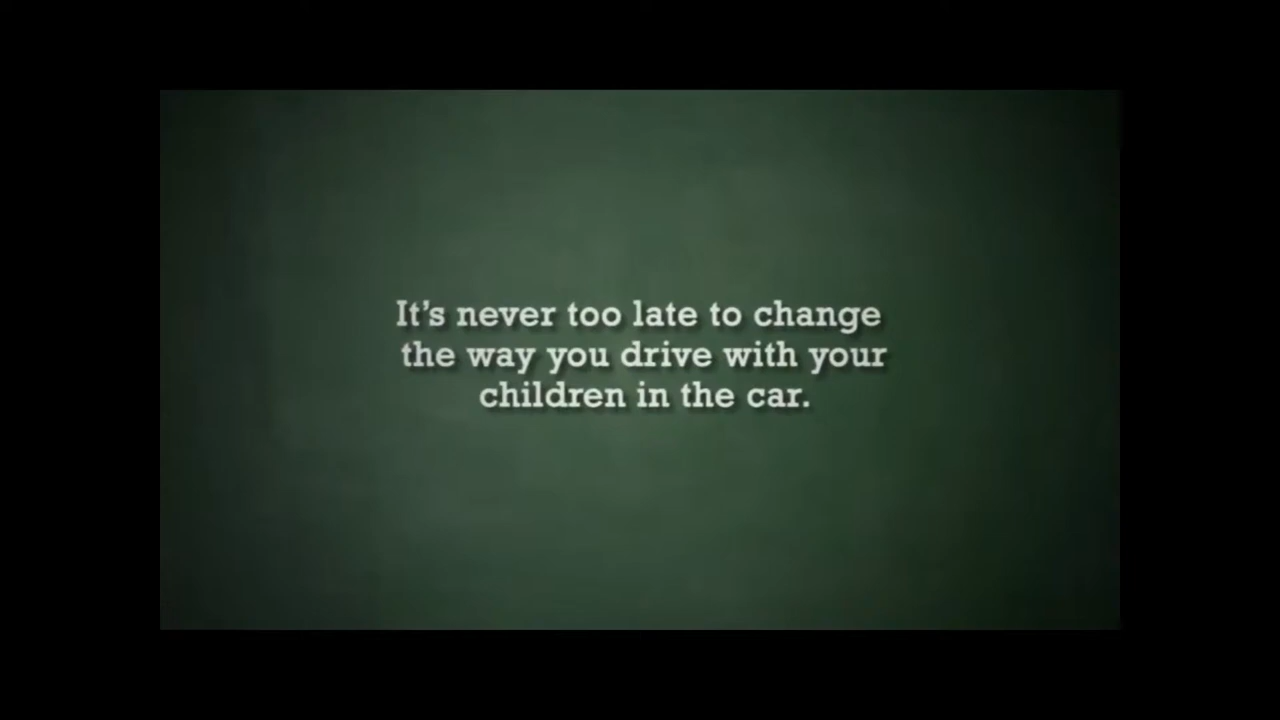 It’s never too late to change
the way you drive with your
children in the car.